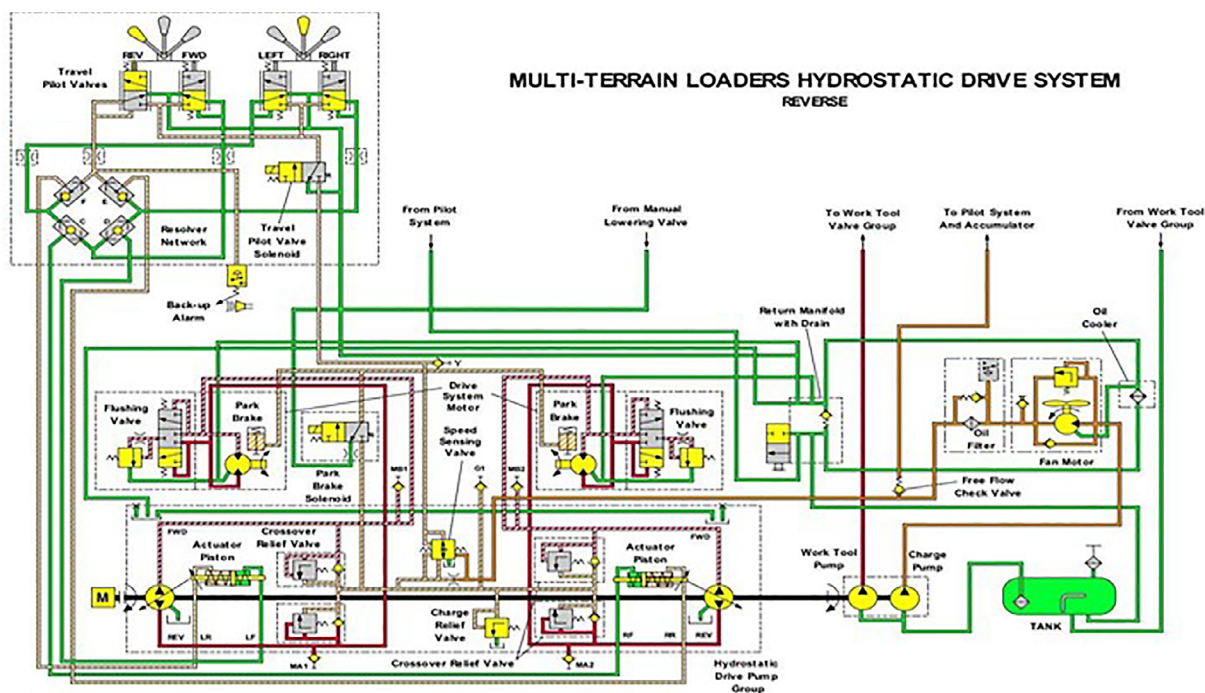 MULTI-TERRAIN LOADERS HYDROSTATIC DRIVE SYSTEM
REVERSE
REV
FWD
LEFT
RIGHT
Travel
Pilot Valves
F
E
C
D
Resolver
Network
Travel
Pilot Valve
Solenoid
Back-up
Alarm
From Pilot
System
From Manual
Lowering Valve
To Work Tool
Valve Group
To Pilot System
And Accumulator
From Work Tool
Valve Group
Return Manifold
with Drain
Oil
Cooler
Y
Flushing
Valve
Park
Brake
Drive
System
Motor
Speed
Sensing
Valve
Park
Brake
Flushing
Valve
Park
Brake
Solenoid
MB1
G1
MB2
Oil
Filter
Fan Motor
Free Flow
Check Valve
FWD
Actuator
Piston
Crossover
Relief Valve
Actuator
Piston
FWD
Work Tool
Pump
Charge
Pump
M
REV
LR
LF
Charge
Relief
Valve
RF
RR
REV
TANK
MA1
Crossover Relief Valve
MA2
Hydrostatic
Drive Pump
Group